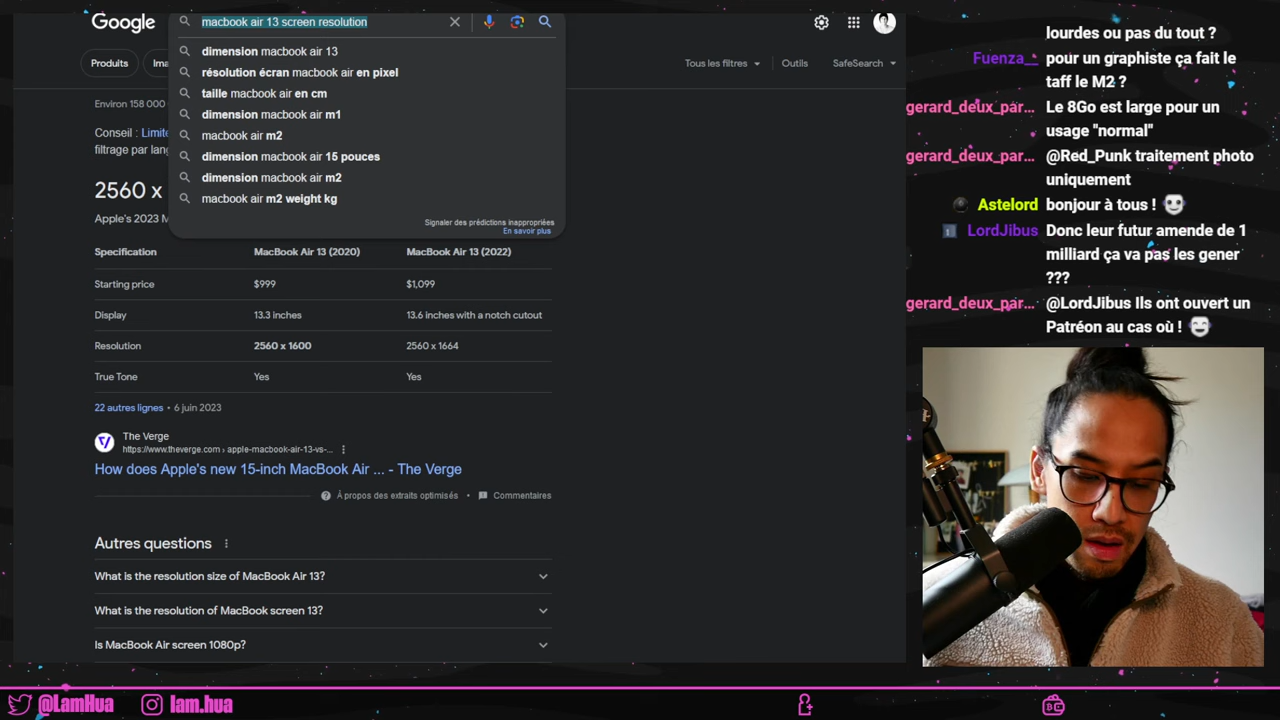 Google
macbook air 13 screen resolution
dimension macbook air 13
résolution écran macbook air en pixel
taille macbook air en cm
dimension macbook air m1
macbook air m2
dimension macbook air 15 pouces
dimension macbook air m2
macbook air m2 weight kg
Signaler des prédictions inappropriées
En savoir plus
Produits
Ima
Tous les filtres
Outils
SafeSearch
Environ 158 000
Conseil : Limite
filtrage par lang
2560 x
Apple's 2023 M
Specification MacBook Air 13 (2020) MacBook Air 13 (2022)
Starting price $999 $1,099
Display 13.3 inches 13.6 inches with a notch cutout
Resolution 2560 x 1600 2560 x 1664
True Tone Yes Yes
22 autres lignes • 6 juin 2023
The Verge
https://www.theverge.com › apple-macbook-air-13-vs-...
How does Apple's new 15-inch MacBook Air ... - The Verge
À propos des extraits optimisés • Commentaires
Autres questions
What is the resolution size of MacBook Air 13?
What is the resolution of MacBook screen 13?
Is MacBook Air screen 1080p?
lourdes ou pas du tout ?
Fuenza__ pour un graphiste ça fait le
taff le M2 ?
gerard_deux_par... Le 8Go est large pour un
usage "normal"
gerard_deux_par... @Red_Punk traitement photo
uniquement
Astelord bonjour à tous !
LordJibus Donc leur futur amende de 1
milliard ça va pas les gener
???
gerard_deux_par... @LordJibus Ils ont ouvert un
Patréon au cas où !
@LamHua
lam.hua